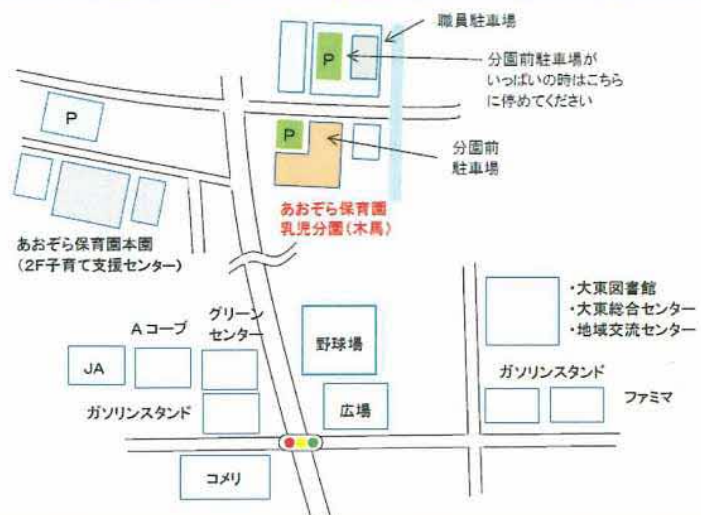 職員駐車場
P
分園前駐車場が
いっぱいの時はこちら
に停めてください
P
P
分園前
駐車場
あおぞら保育園
乳児分園(木馬)
あおぞら保育園本園
(2F子育て支援センター)
・大東図書館
・大東総合センター
・地域交流センター
グリーン
センター
Aコープ
野球場
JA
ガソリンスタンド
ファミマ
ガソリンスタンド
広場
コメリ